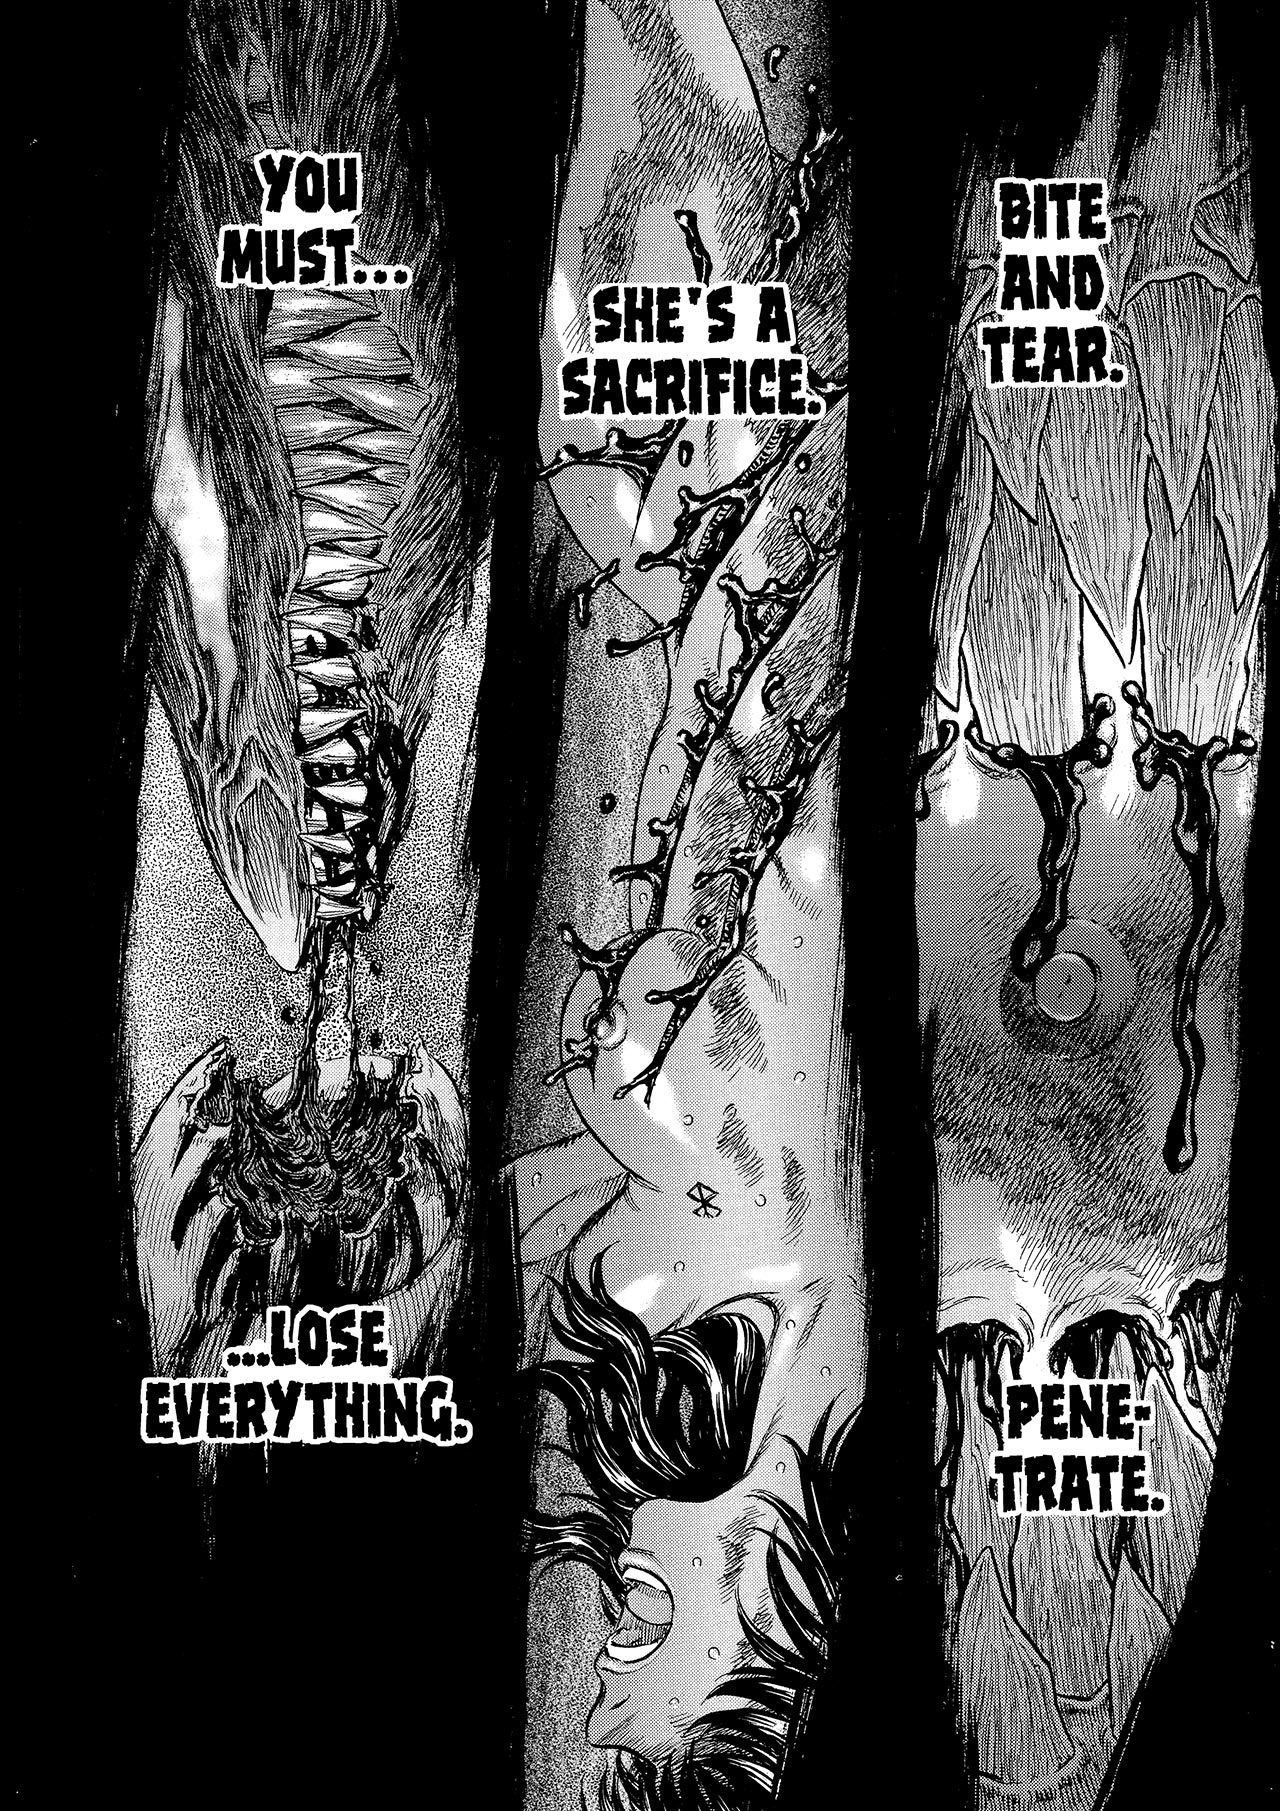 BITE
AND
TEAR.
PENE-
TRATE.
SHE'S A
SACRIFICE.
YOU
MUST...
...LOSE
EVERYTHING.